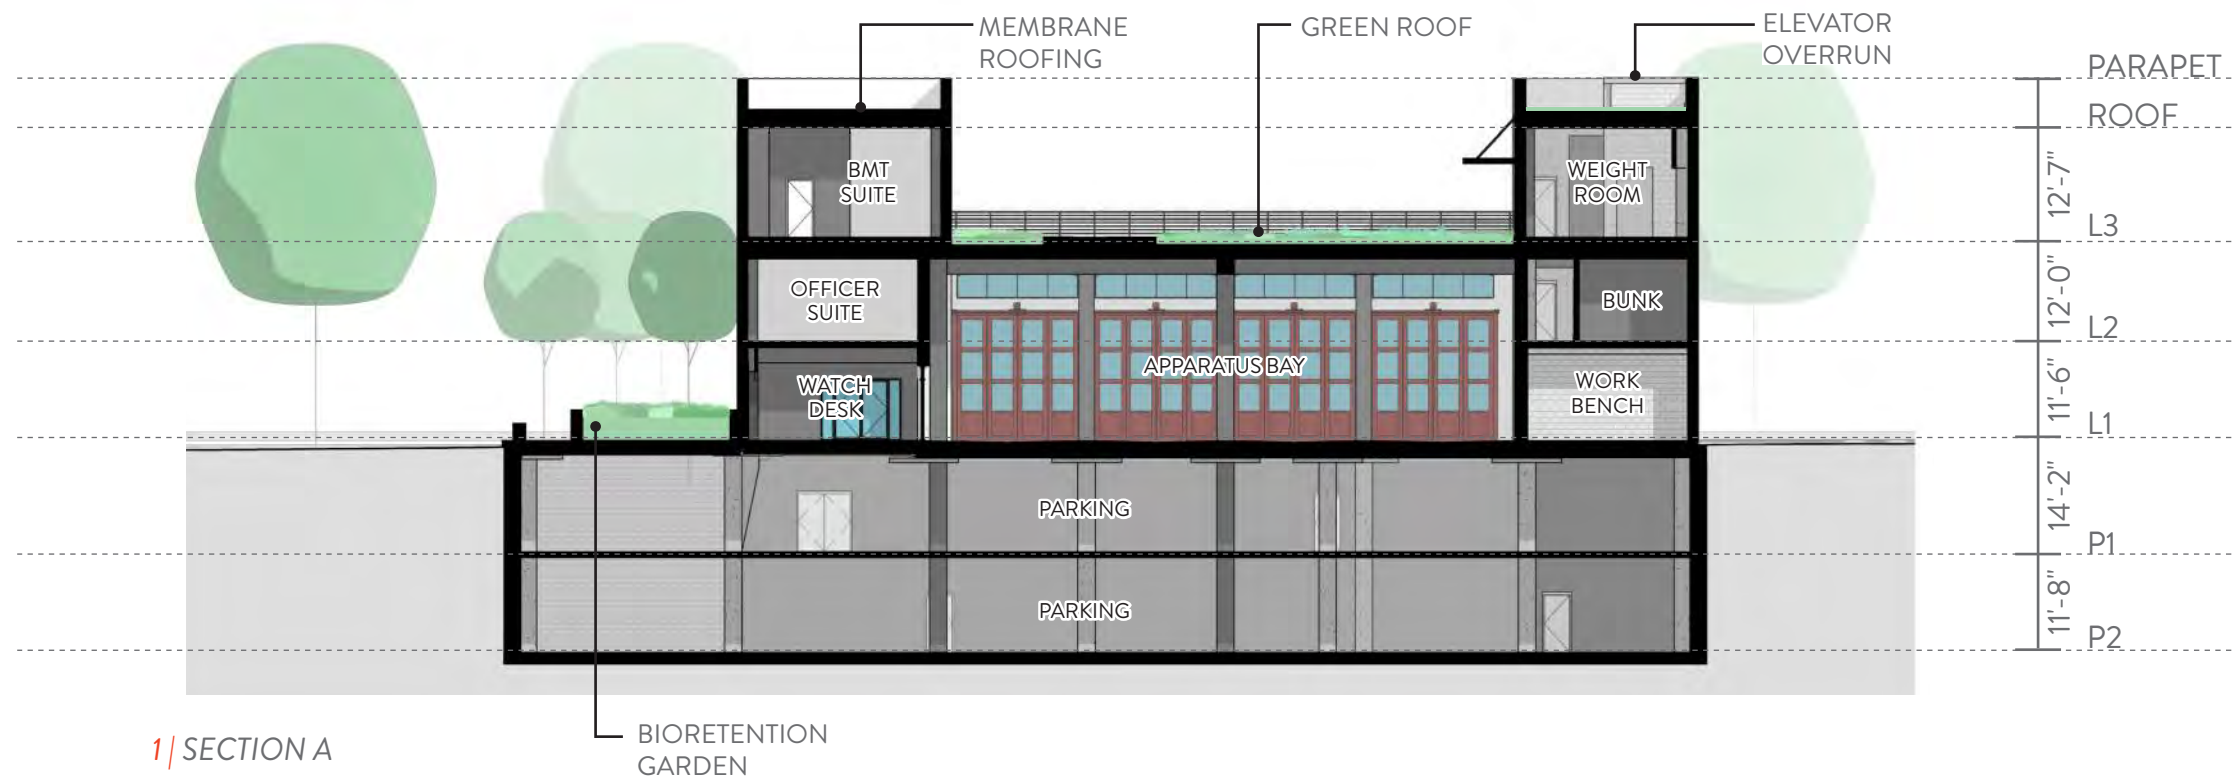 MEMBRANE
ROOFING
GREEN ROOF
ELEVATOR
OVERRUN
PARAPET
ROOF
12'-7"
L3
12'-0"
L2
11'-6"
L1
14'-2"
P1
11'-8"
P2
BMT
SUITE
WEIGHT
ROOM
OFFICER
SUITE
BUNK
WATCH
DESK
APPARATUS BAY
WORK
BENCH
PARKING
PARKING
BIORETENTION
GARDEN
1 | SECTION A